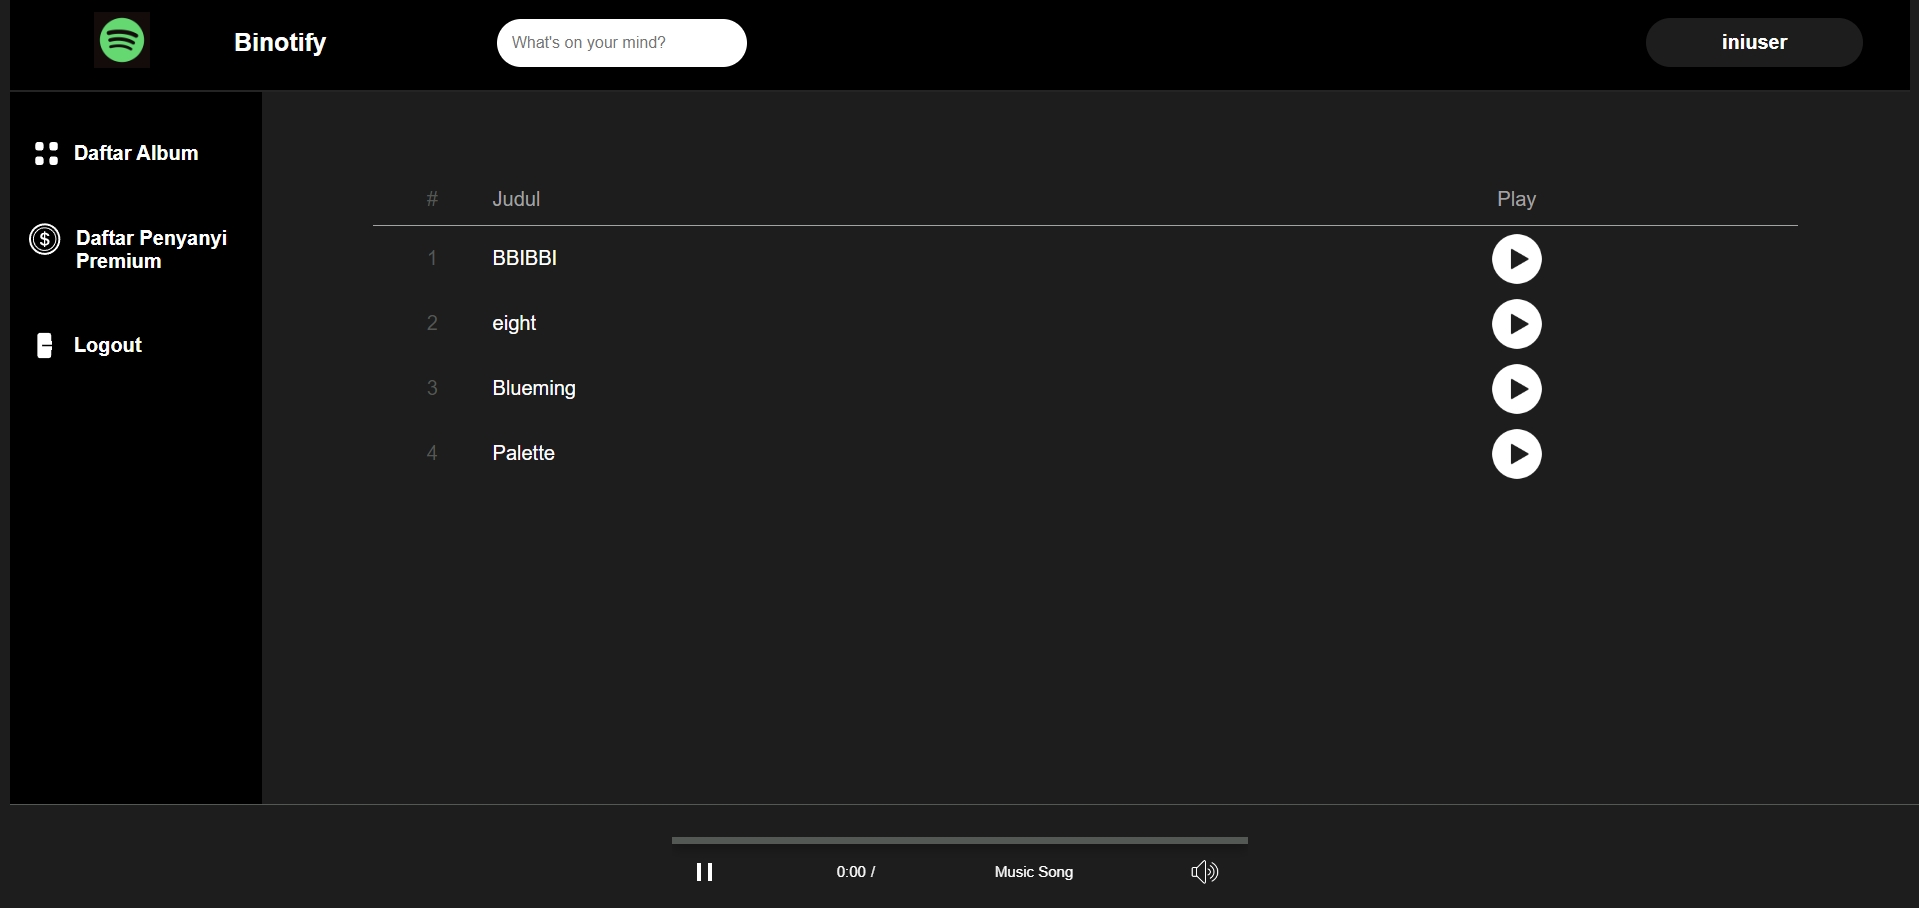 Binotify
What's on your mind?
iniuser
Daftar Album
Daftar Penyanyi
Premium
Logout
# Judul Play
1 BBIBBI
2 eight
3 Blueming
4 Palette
0:00 / Music Song